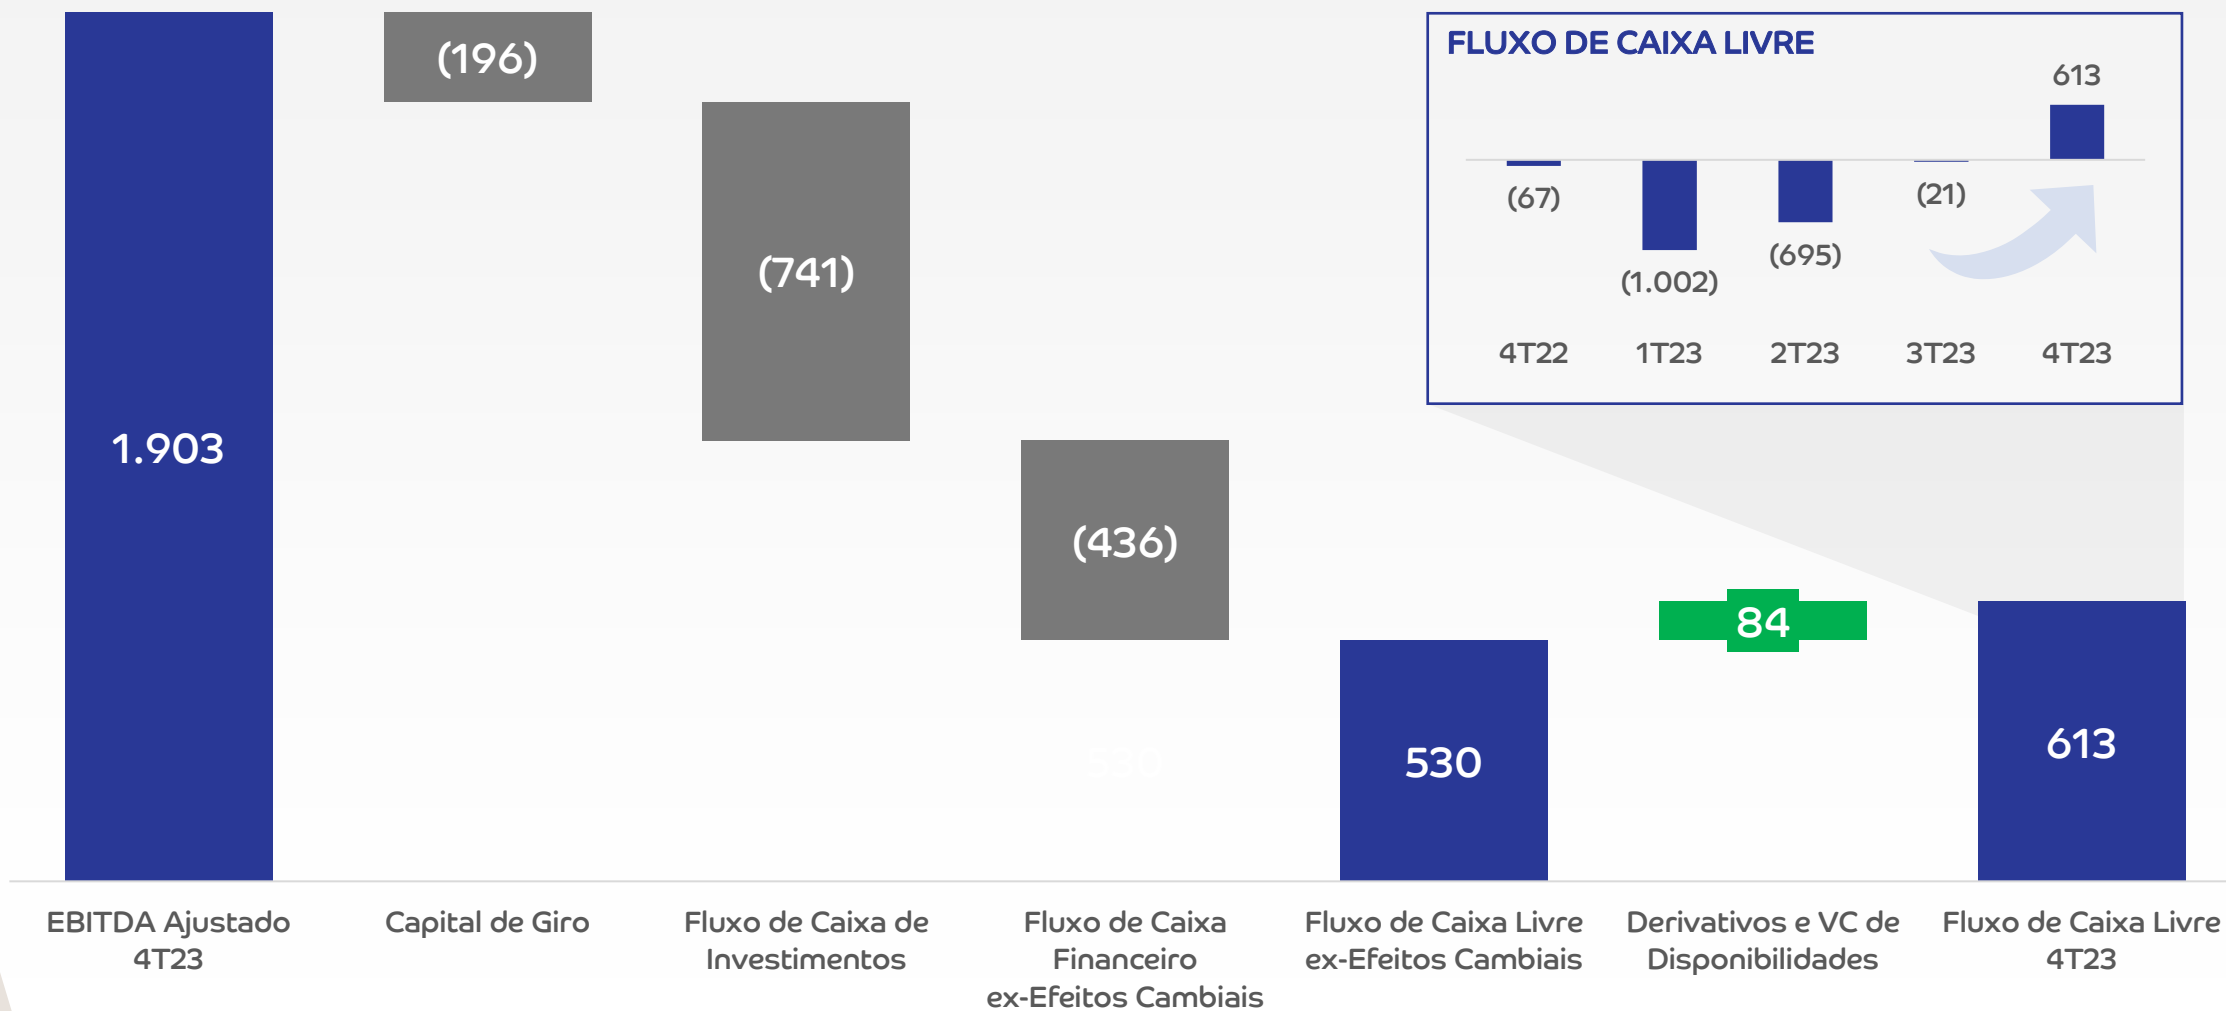 (196)
(741)
1.903
(436)
530
530
84
613
EBITDA Ajustado
4T23
Capital de Giro
Fluxo de Caixa de
Investimentos
Fluxo de Caixa
Financeiro
ex-Efeitos Cambiais
Fluxo de Caixa Livre
ex-Efeitos Cambiais
Derivativos e VC de
Disponibilidades
Fluxo de Caixa Livre
4T23
FLUXO DE CAIXA LIVRE
613
(67)
(1.002)
(695)
(21)
4T22
1T23
2T23
3T23
4T23